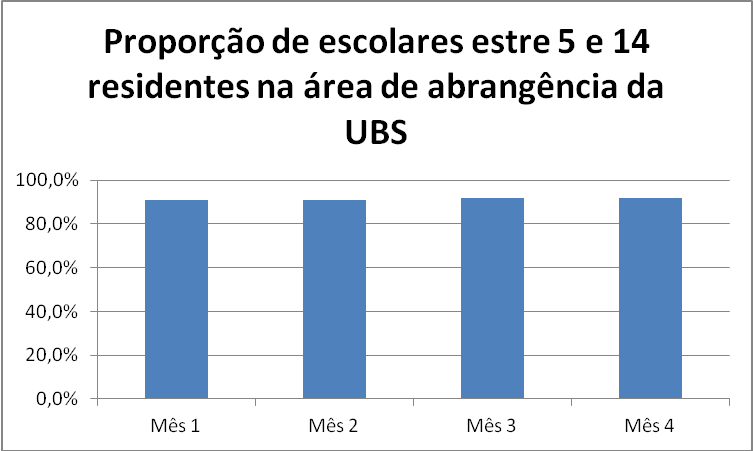 Proporção de escolares estre 5 e 14
residentes na área de abrangência da
UBS
100,0%
80,0%
60,0%
40,0%
20,0%
0,0%
Mês 1
Mês 2
Mês 3
Mês 4